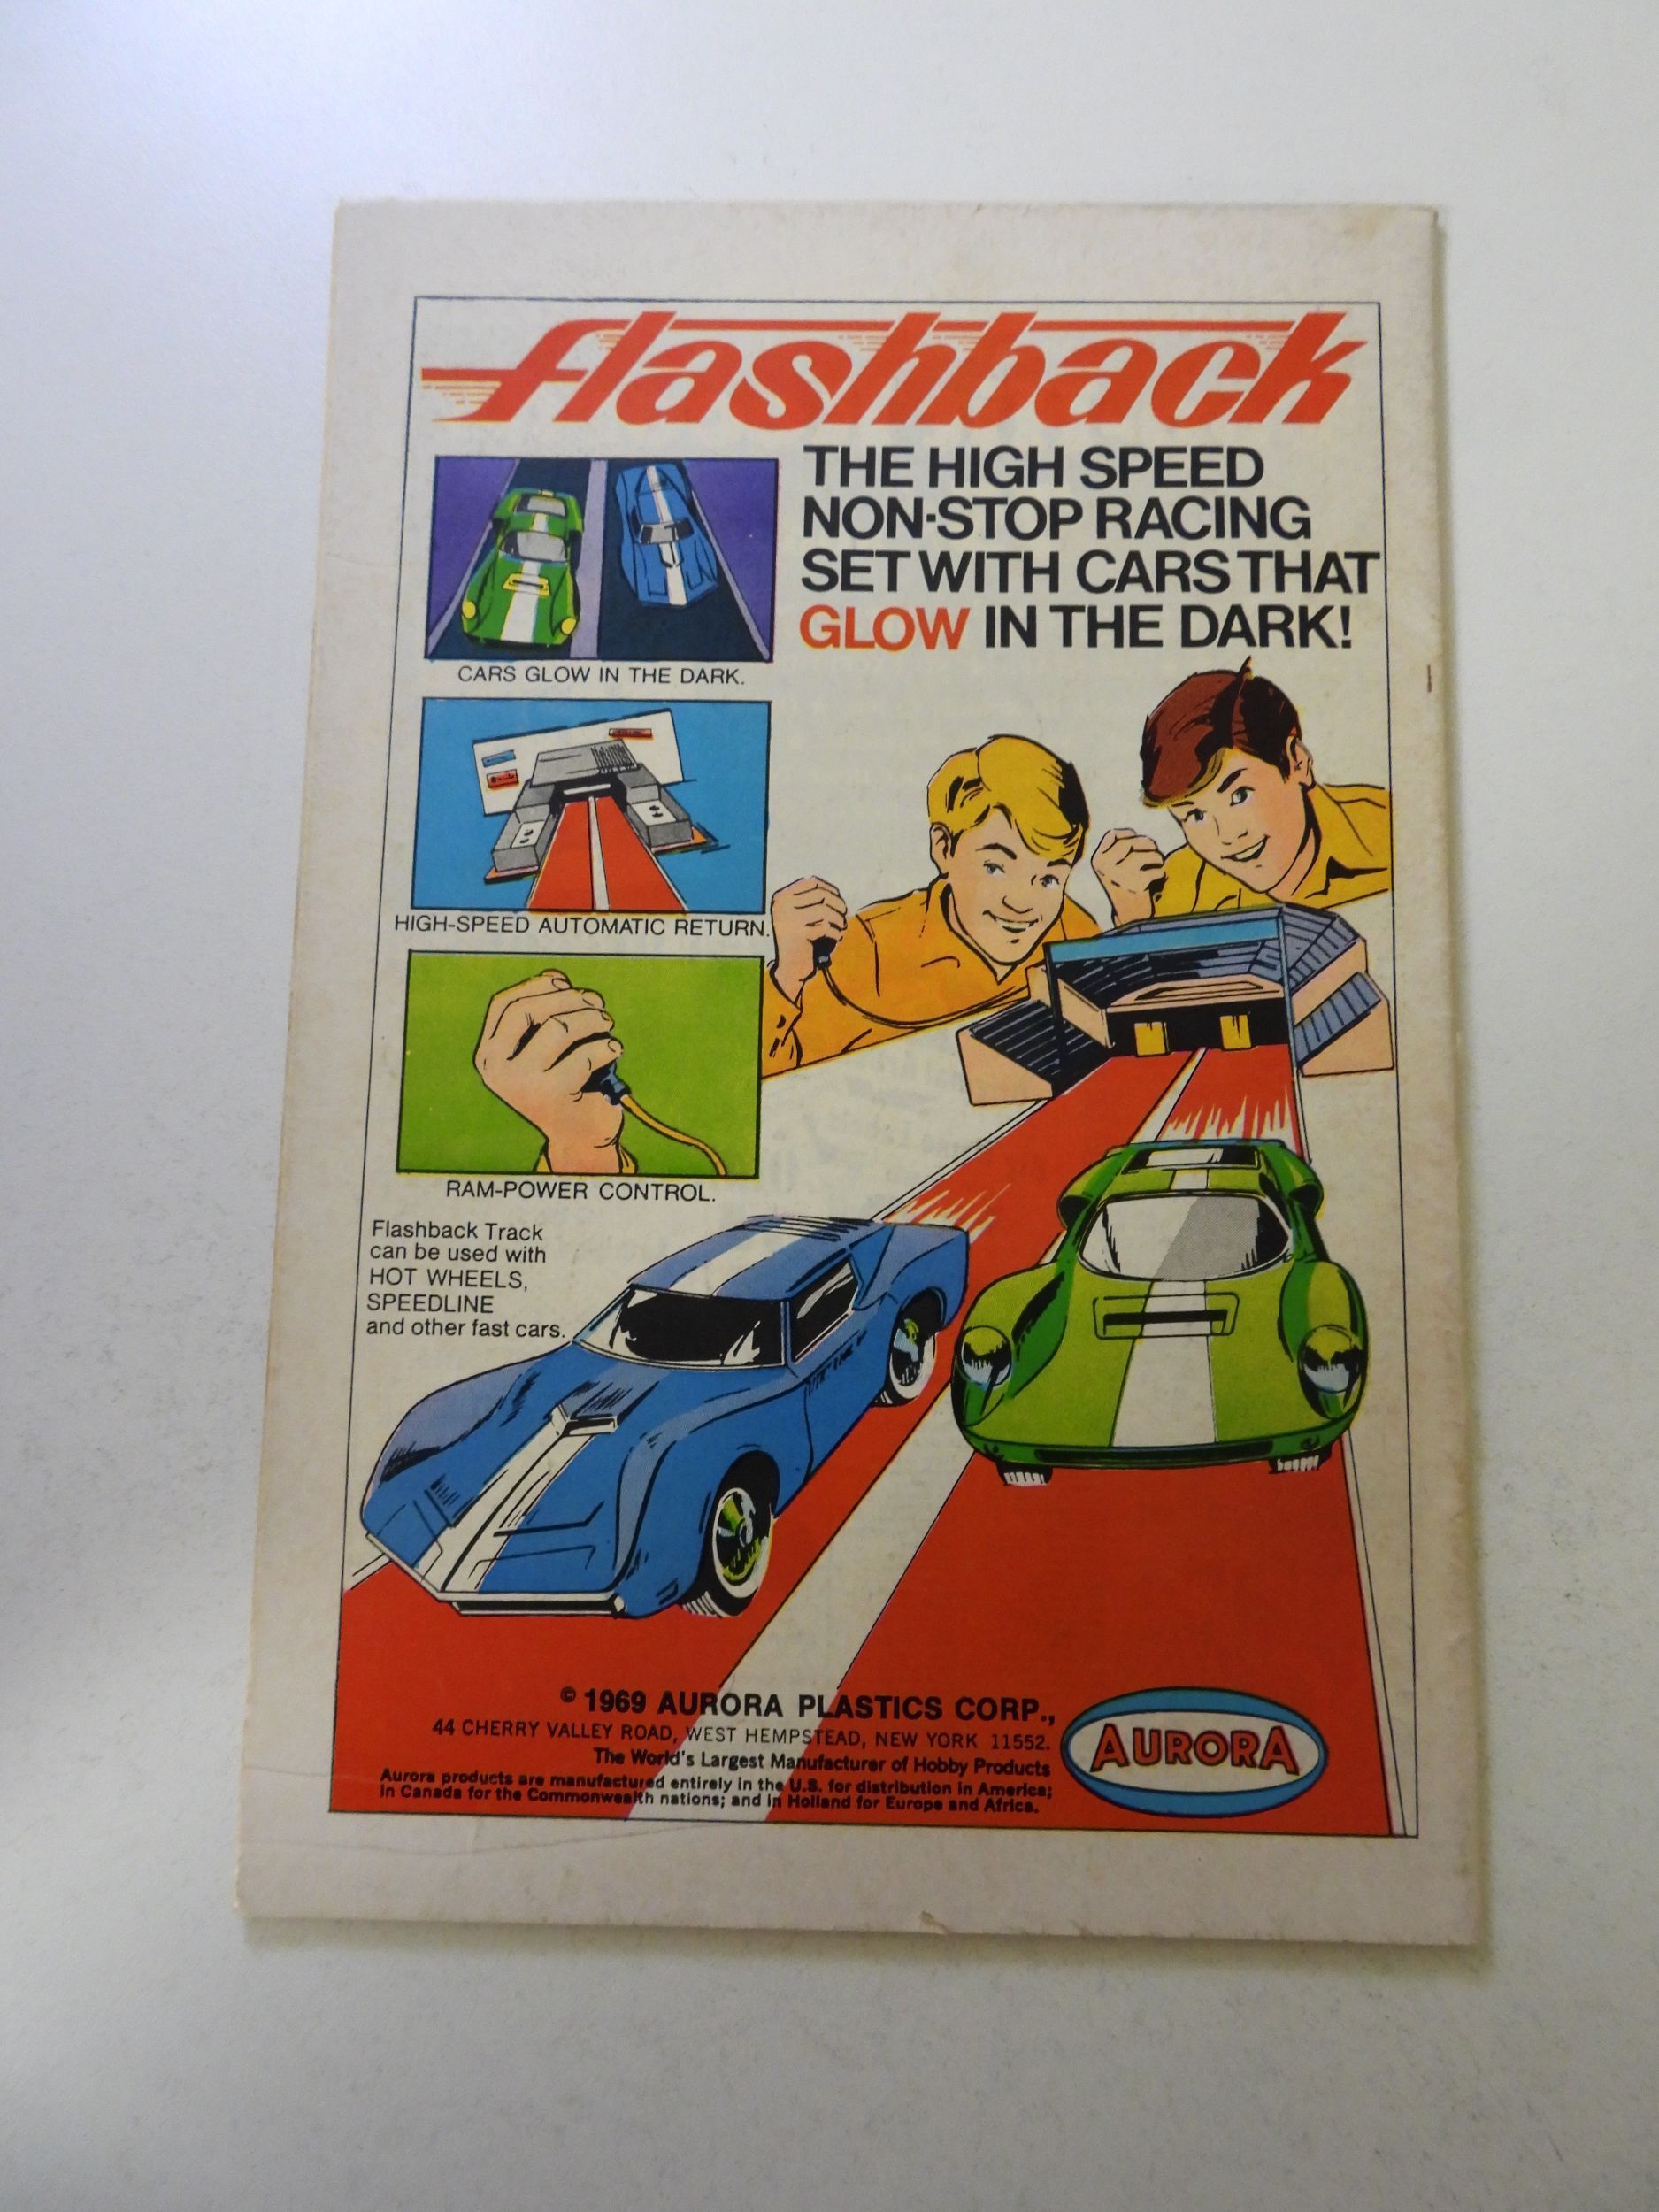 flashback
THE HIGH SPEED
NON-STOP RACING
SET WITH CARS THAT
GLOW IN THE DARK!
CARS GLOW IN THE DARK.
HIGH-SPEED AUTOMATIC RETURN.
RAM-POWER CONTROL.
Flashback Track
can be used with
HOT WHEELS,
SPEEDLINE
and other fast cars.
© 1969 AURORA PLASTICS CORP.,
44 CHERRY VALLEY ROAD, WEST HEMPSTEAD, NEW YORK 11552.
The World's Largest Manufacturer of Hobby Products
Aurora products are manufactured entirely in the U.S. for distribution in America;
in Canada for the Commonwealth nations; and in Holland for Europe and Africa.
AURORA